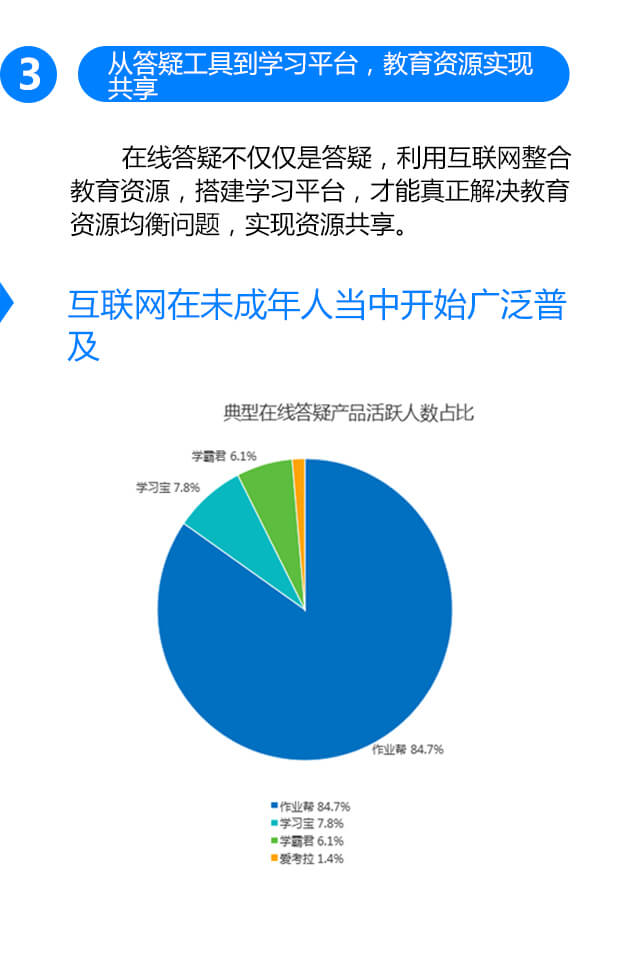 3
从答疑工具到学习平台，教育资源实现
共享
在线答疑不仅仅是答疑，利用互联网整合
教育资源，搭建学习平台，才能真正解决教育
资源均衡问题，实现资源共享。
互联网在未成年人当中开始广泛普
及
典型在线答疑产品活跃人数占比
学霸君 6.1%
学习宝 7.8%
作业帮 84.7%
作业帮 84.7%
学习宝 7.8%
学霸君 6.1%
爱考拉 1.4%